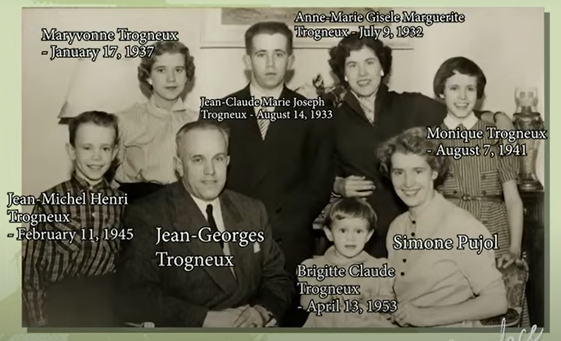 Anne-Marie Gisele Marguerite
Trogneux - July 9, 1932
Maryvonne Trogneux
- January 17, 1937
Jean-Claude Marie Joseph
Trogneux - August 14, 1933
Monique Trogneux
- August 7, 1941
Jean-Michel Henri
Trogneux
- February 11, 1945
Jean-Georges
Trogneux
Simone Pujol
Brigitte Claude
Trogneux
- April 13, 1953